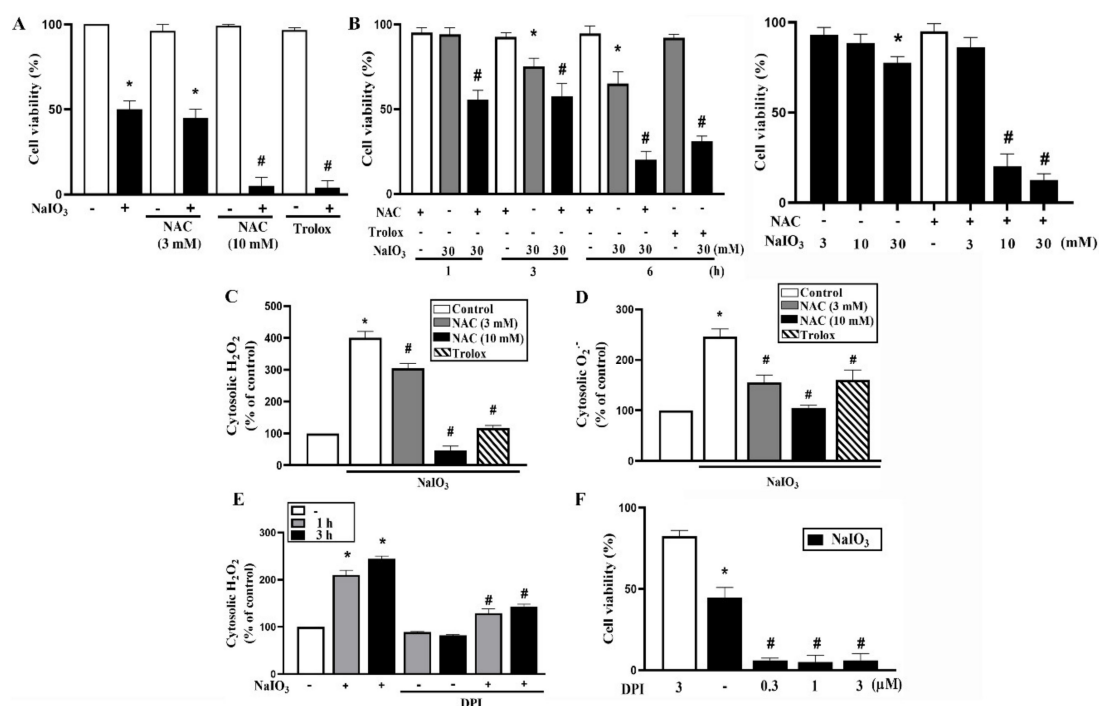 A
Cell viability (%)
100
50
0
*
*
#
#
NaIO3
- + - + - + - +
NAC
(3 mM)
NAC
(10 mM)
Trolox
B
Cell viability (%)
100
50
0
#
*
#
*
#
#
NAC + - + + - + + - +
Trolox + +
NaIO3 - 30 30 - 30 30 - 30 30 - 30 (mM)
1 3 6 (h)
Cell viability (%)
100
50
0
*
#
#
NAC - - - + + + +
NaIO3 3 10 30 - 3 10 30 (mM)
C
Cytosolic H2O2
(% of control)
400
300
200
100
0
*
#
#
#
Control
NAC (3 mM)
NAC (10 mM)
Trolox
NaIO3
D
Cytosolic O2·-
(% of control)
300
200
100
0
*
#
#
#
Control
NAC (3 mM)
NAC (10 mM)
Trolox
NaIO3
E
-
1 h
3 h
Cytosolic H2O2
(% of control)
300
200
100
0
*
*
#
#
NaIO3 - + + - - + +
DPI
F
Cell viability (%)
100
50
0
*
#
#
#
NaIO3
DPI 3 - 0.3 1 3 (µM)